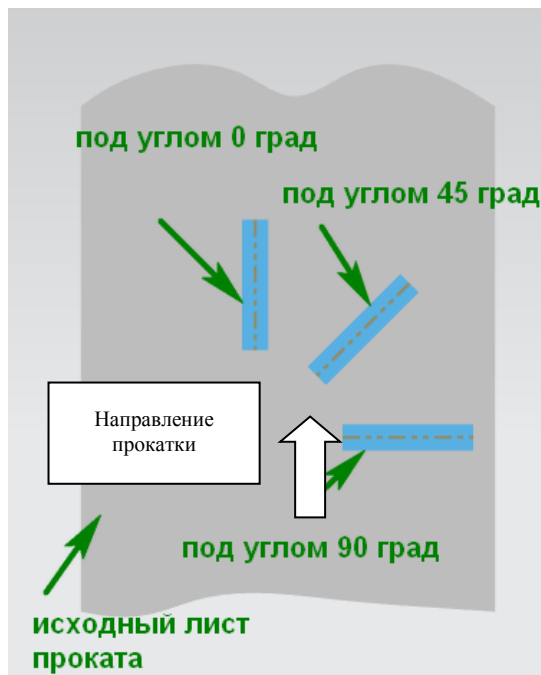 под углом 0 град
под углом 45 град
Направление
прокатки
под углом 90 град
исходный лист
проката